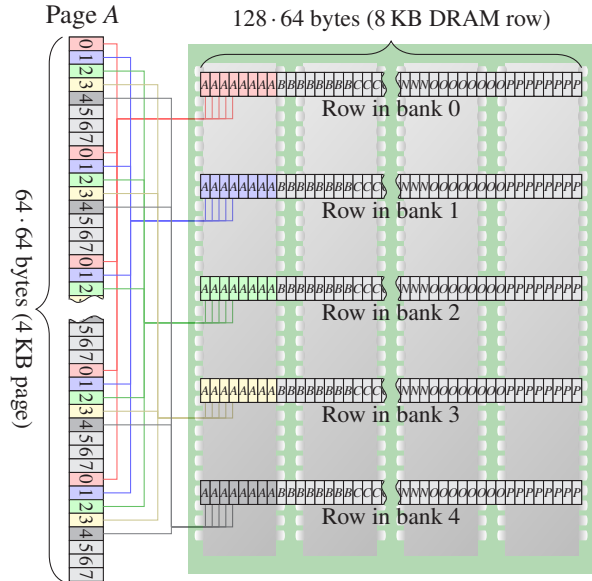 Page A
128 · 64 bytes (8 KB DRAM row)
64 · 64 bytes (4 KB page)
0
1
2
3
4
5
6
7
0
1
2
3
4
5
6
7
0
1
2
5
6
7
0
1
2
3
4
5
6
7
0
1
2
3
4
5
6
7
AAAAAAAABBBBBBBBCCC NNNOOOOOOOOPPPPPPPP
Row in bank 0
AAAAAAAABBBBBBBBCCC NNNOOOOOOOOPPPPPPPP
Row in bank 1
AAAAAAAABBBBBBBBCCC NNNOOOOOOOOPPPPPPPP
Row in bank 2
AAAAAAAABBBBBBBBCCC NNNOOOOOOOOPPPPPPPP
Row in bank 3
AAAAAAAABBBBBBBBCCC NNNOOOOOOOOPPPPPPPP
Row in bank 4